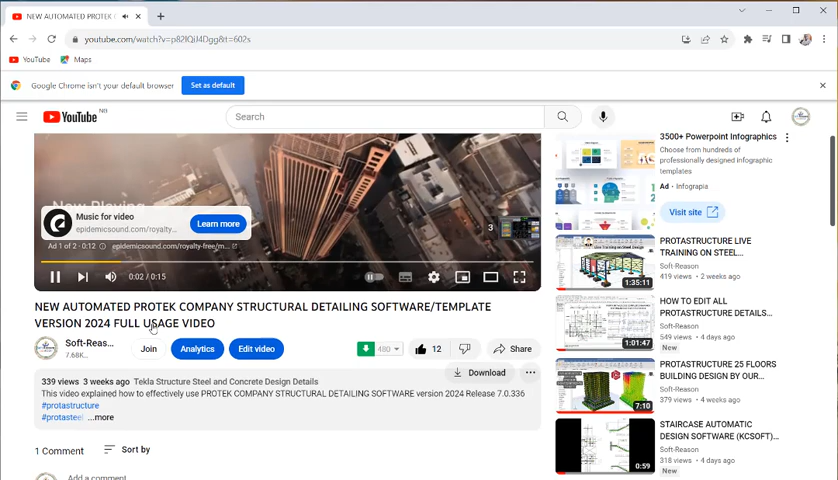 NEW AUTOMATED PROTEK
youtube.com/watch?v=p82IQiJ4Dgg&t=602s
YouTube
Maps
Google Chrome isn't your default browser
Set as default
YouTube NG
Search
Now Playing
Music for video
epidemicsound.com/royalty...
Learn more
Ad 1 of 2 · 0:12
epidemicsound.com/royalty-free/m...
3
0:02 / 0:15
NEW AUTOMATED PROTEK COMPANY STRUCTURAL DETAILING SOFTWARE/TEMPLATE
VERSION 2024 FULL USAGE VIDEO
Soft-Reas...
7.68K...
Join
Analytics
Edit video
480
12
Share
Download
339 views 3 weeks ago Tekla Structure Steel and Concrete Design Details
This video explained how to effectively use PROTEK COMPANY STRUCTURAL DETAILING SOFTWARE version 2024 Release 7.0.336
#protastructure
#protasteel ...more
1 Comment
Sort by
Add a comment...
3500+ Powerpoint Infographics
Choose from hundreds of
professionally designed infographic
templates
Ad · Infograpia
Visit site
1:35:11
PROTASTRUCTURE LIVE
TRAINING ON STEEL...
Soft-Reason
419 views · 2 weeks ago
1:01:47
HOW TO EDIT ALL
PROTASTRUCTURE DETAILS...
Soft-Reason
549 views · 4 days ago
New
7:10
PROTASTRUCTURE 25 FLOORS
BUILDING DESIGN BY OUR...
Soft-Reason
379 views · 4 weeks ago
0:59
STAIRCASE AUTOMATIC
DESIGN SOFTWARE (KCSOFT)...
Soft-Reason
318 views · 4 days ago
New